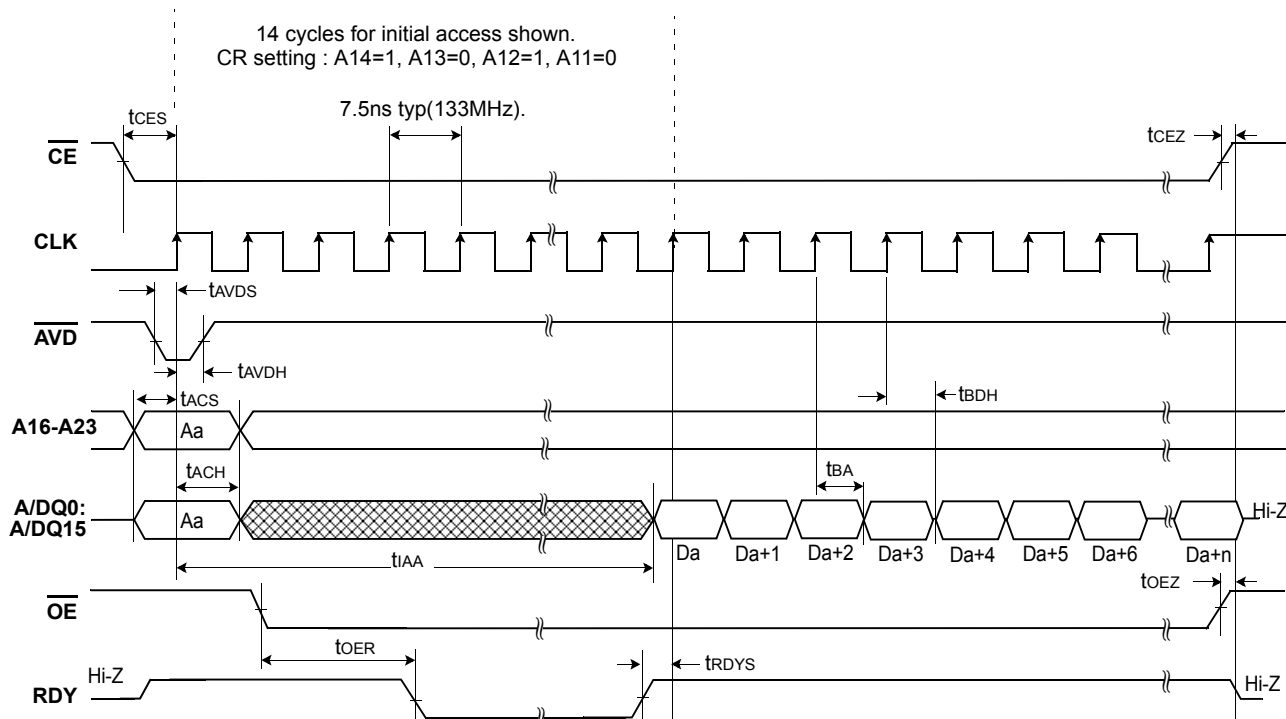 14 cycles for initial access shown.
CR setting : A14=1, A13=0, A12=1, A11=0
7.5ns typ(133MHz).
tCES
tCEZ
CE
CLK
tAVDS
AVD
tAVDH
tACS
tBDH
A16-A23
Aa
tACH
tBA
A/DQ0:
A/DQ15
Aa
Hi-Z
Da Da+1 Da+2 Da+3 Da+4 Da+5 Da+6 Da+n
tIAA
tOEZ
OE
tOER
tRDYS
Hi-Z
Hi-Z
RDY